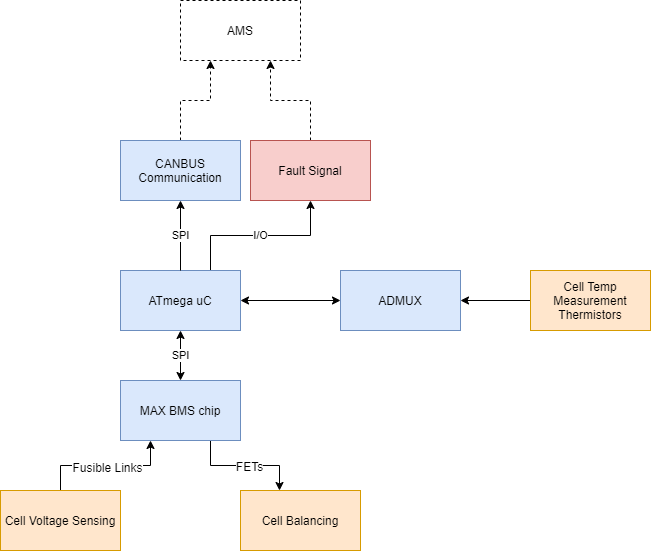 AMS
CANBUS
Communication
Fault Signal
SPI
I/O
ATmega uC
ADMUX
Cell Temp
Measurement
Thermistors
SPI
MAX BMS chip
Fusible Links
FETs
Cell Voltage Sensing
Cell Balancing